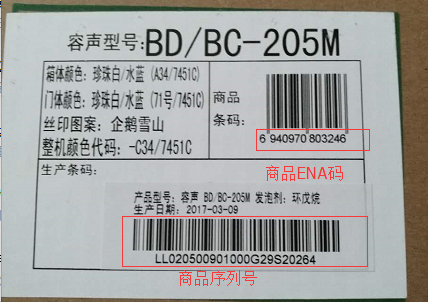 容声型号:BD/BC-205M
箱体颜色: 珍珠白/水蓝 (A34/7451C)
门体颜色: 珍珠白/水蓝 (71号/7451C)
丝印图案: 企鹅雪山
整机颜色代码: -C34/7451C
商品
条码:
6 940970 803246
商品ENA码
生产条码:
产品型号: 容声 BD/BC-205M 发泡剂: 环戊烷
生产日期: 2017-03-09
LL020500901000G29S20264
商品序列号